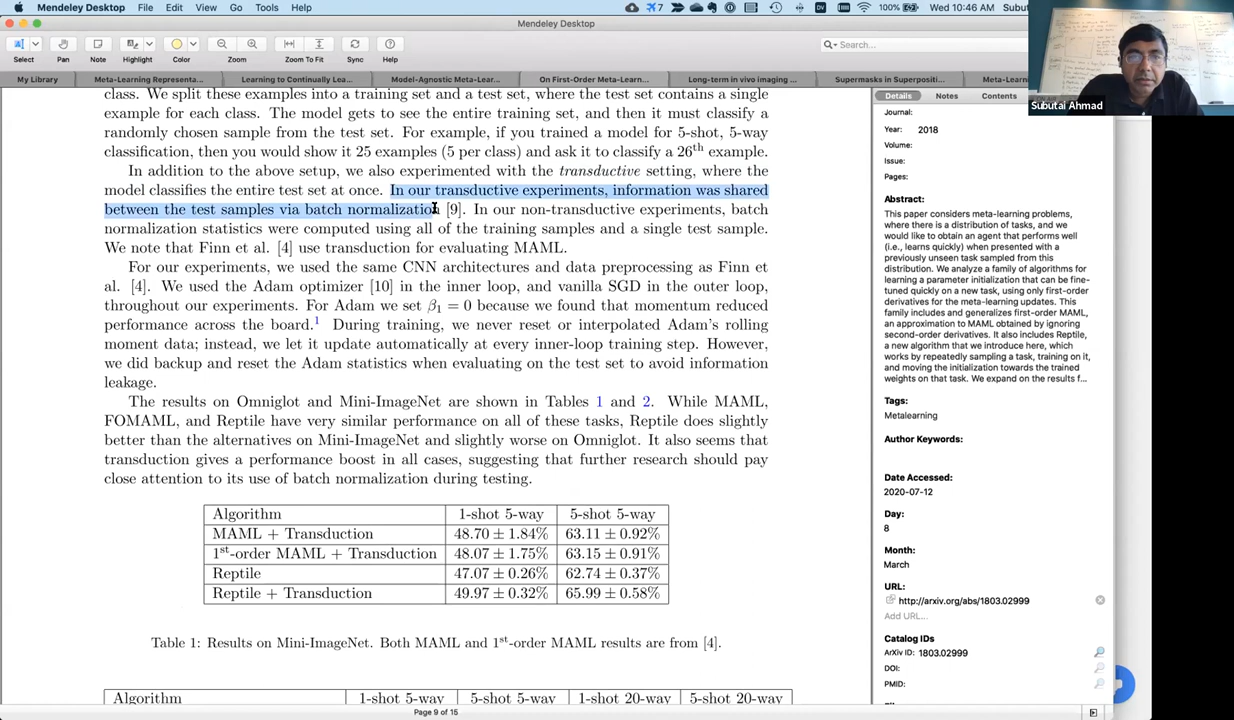 Mendeley Desktop File Edit View Go Tools Help
7
100%
Wed 10:46 AM Subu
Mendeley Desktop
Select
Pan
Note
Highlight
Color
Zoom
Zoom To Fit
Sync
Help
Search...
My Library
Meta-Learning Representa...
Learning to Continually Lea...
Model-Agnostic Meta-Lear...
On First-Order Meta-Learn...
Long-term in vivo imaging ...
Supermasks in Superpositi...
Meta-Learn
class. We split these examples into a training set and a test set, where the test set contains a single
example for each class. The model gets to see the entire training set, and then it must classify a
randomly chosen sample from the test set. For example, if you trained a model for 5-shot, 5-way
classification, then you would show it 25 examples (5 per class) and ask it to classify a 26th example.
In addition to the above setup, we also experimented with the transductive setting, where the
model classifies the entire test set at once. In our transductive experiments, information was shared
between the test samples via batch normalization [9]. In our non-transductive experiments, batch
normalization statistics were computed using all of the training samples and a single test sample.
We note that Finn et al. [4] use transduction for evaluating MAML.
For our experiments, we used the same CNN architectures and data preprocessing as Finn et
al. [4]. We used the Adam optimizer [10] in the inner loop, and vanilla SGD in the outer loop,
throughout our experiments. For Adam we set β1 = 0 because we found that momentum reduced
performance across the board.1 During training, we never reset or interpolated Adam's rolling
moment data; instead, we let it update automatically at every inner-loop training step. However,
we did backup and reset the Adam statistics when evaluating on the test set to avoid information
leakage.
The results on Omniglot and Mini-ImageNet are shown in Tables 1 and 2. While MAML,
FOMAML, and Reptile have very similar performance on all of these tasks, Reptile does slightly
better than the alternatives on Mini-ImageNet and slightly worse on Omniglot. It also seems that
transduction gives a performance boost in all cases, suggesting that further research should pay
close attention to its use of batch normalization during testing.
Algorithm 1-shot 5-way 5-shot 5-way
MAML + Transduction 48.70 ± 1.84% 63.11 ± 0.92%
1st-order MAML + Transduction 48.07 ± 1.75% 63.15 ± 0.91%
Reptile 47.07 ± 0.26% 62.74 ± 0.37%
Reptile + Transduction 49.97 ± 0.32% 65.99 ± 0.58%
Table 1: Results on Mini-ImageNet. Both MAML and 1st-order MAML results are from [4].
Algorithm 1-shot 5-way 5-shot 5-way 1-shot 20-way 5-shot 20-way
Page 9 of 15
Details Notes Contents
Journal:
Year: 2018
Volume:
Issue:
Pages:
Abstract:
This paper considers meta-learning problems,
where there is a distribution of tasks, and we
would like to obtain an agent that performs well
(i.e., learns quickly) when presented with a
previously unseen task sampled from this
distribution. We analyze a family of algorithms for
learning a parameter initialization that can be fine-
tuned quickly on a new task, using only first-order
derivatives for the meta-learning updates. This
family includes and generalizes first-order MAML,
an approximation to MAML obtained by ignoring
second-order derivatives. It also includes Reptile,
a new algorithm that we introduce here, which
works by repeatedly sampling a task, training on it,
and moving the initialization towards the trained
weights on that task. We expand on the results f...
Tags:
Metalearning
Author Keywords:
Date Accessed:
2020-07-12
Day:
8
Month:
March
URL:
http://arxiv.org/abs/1803.02999
Add URL...
Catalog IDs
ArXiv ID: 1803.02999
DOI:
PMID:
Subutai Ahmad